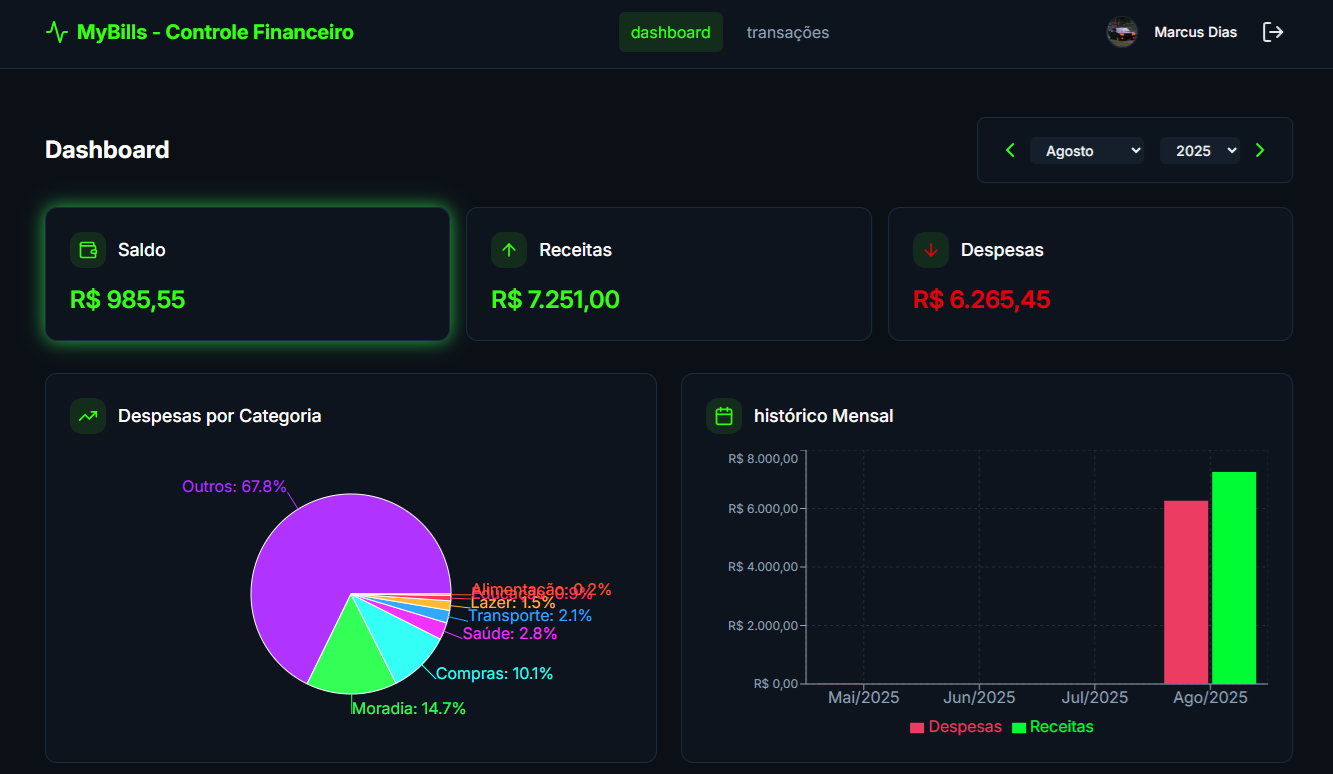 MyBills - Controle Financeiro
dashboard
transações
Marcus Dias
Dashboard
Agosto
2025
Saldo
R$ 985,55
Receitas
R$ 7.251,00
Despesas
R$ 6.265,45
Despesas por Categoria
Outros: 67.8%
Alimentação: 0.2%
Educação: 0.9%
Lazer: 1.5%
Transporte: 2.1%
Saúde: 2.8%
Compras: 10.1%
Moradia: 14.7%
histórico Mensal
R$ 8.000,00
R$ 6.000,00
R$ 4.000,00
R$ 2.000,00
R$ 0,00
Mai/2025
Jun/2025
Jul/2025
Ago/2025
Despesas
Receitas